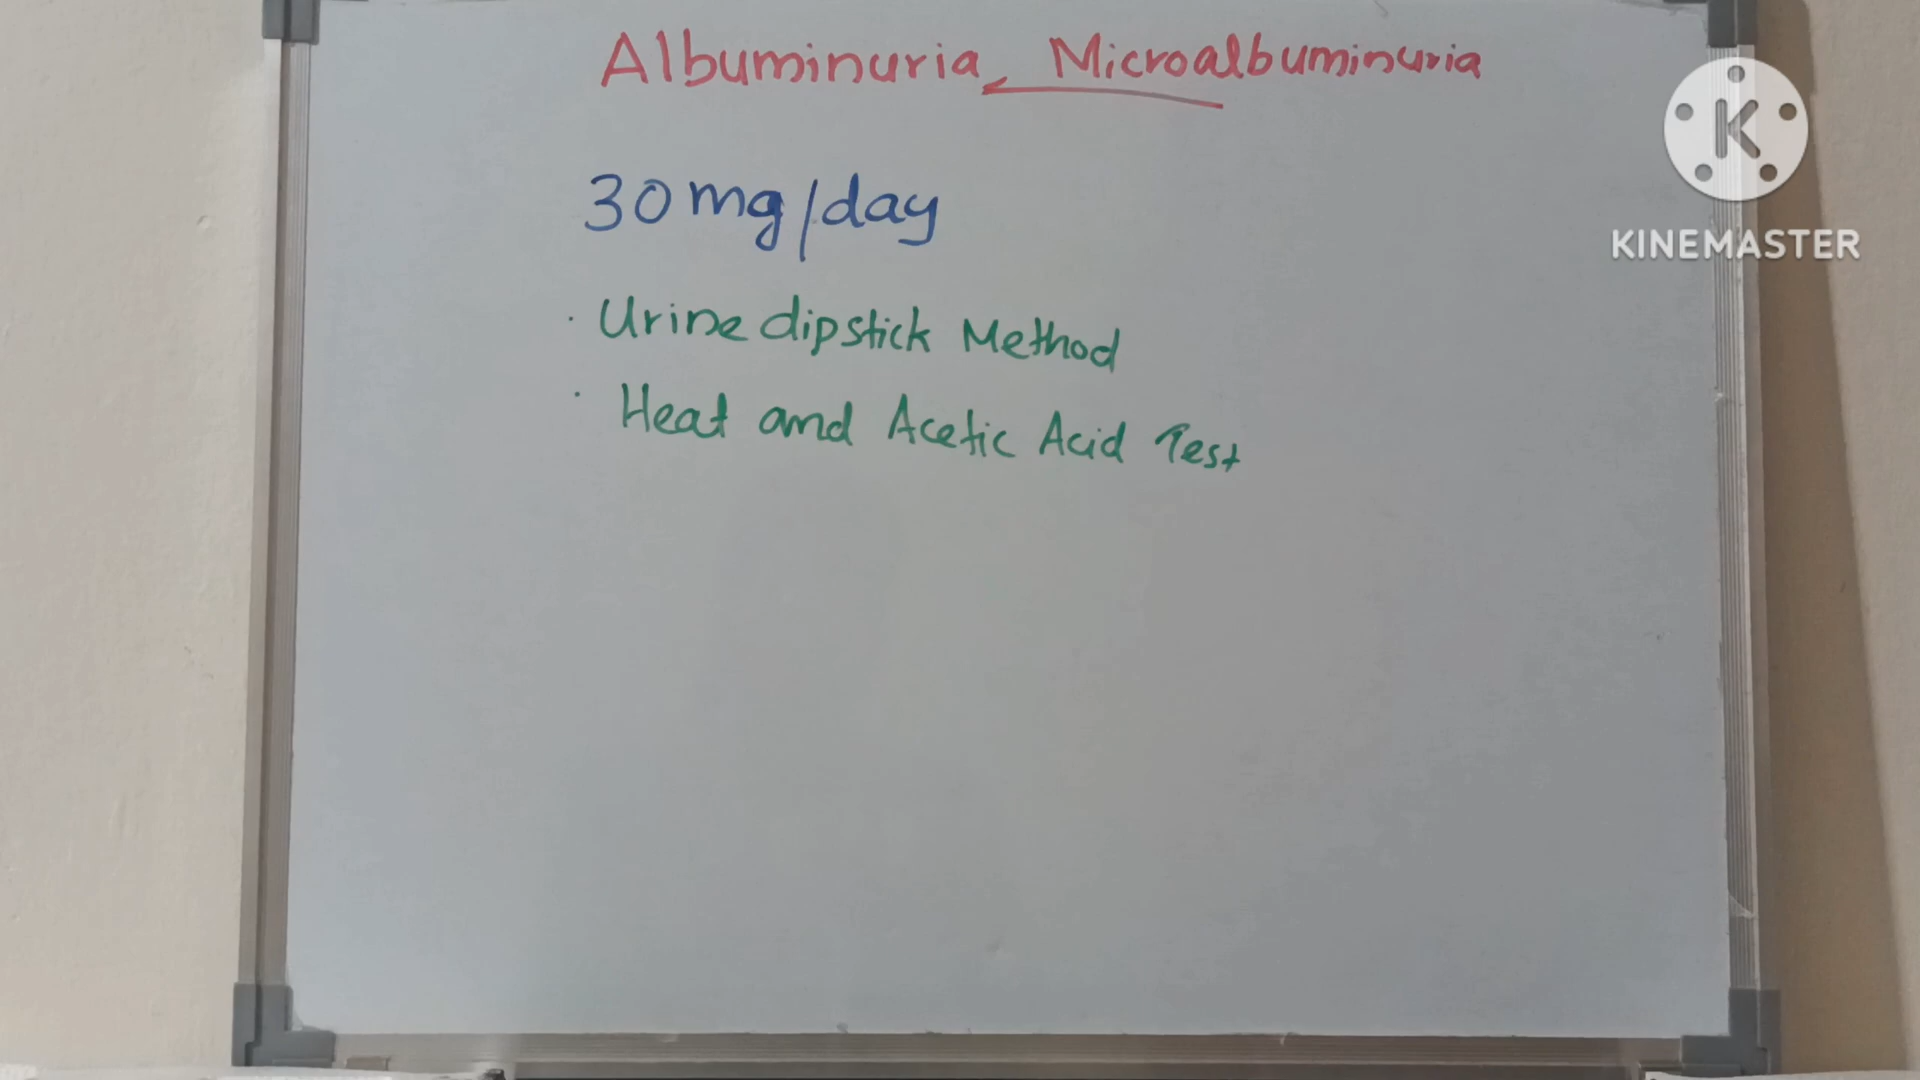 Albuminuria, Microalbuminuria
30 mg/day
· Urine dipstick Method
· Heat and Acetic Acid Test
K
KINEMASTER